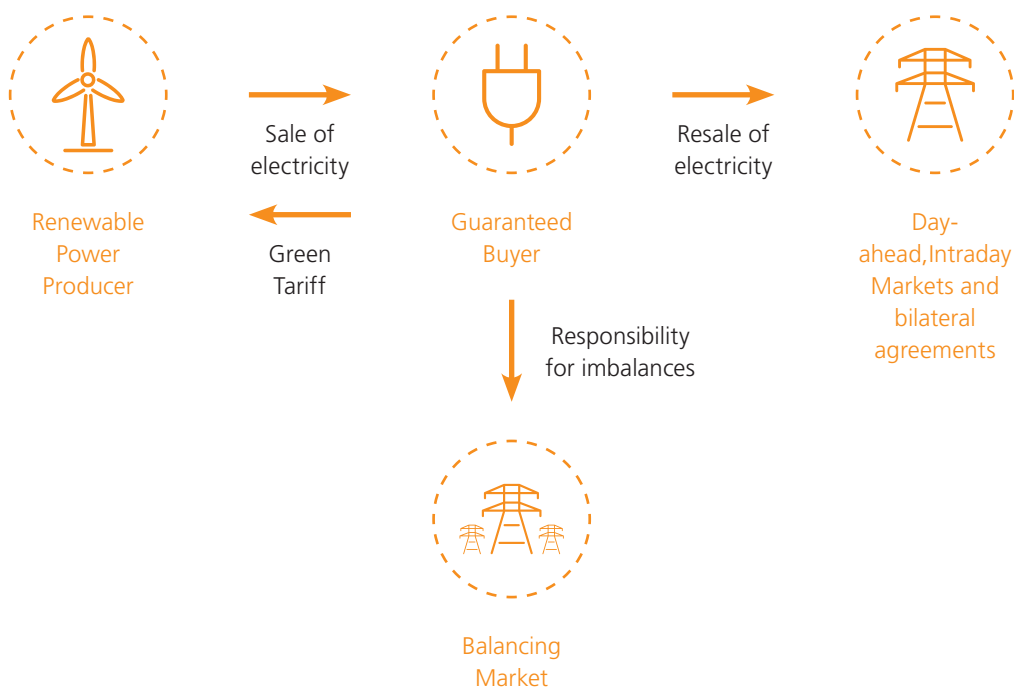 Sale of
electricity
Resale of
electricity
Renewable
Power
Producer
Green
Tariff
Guaranteed
Buyer
Day-
ahead,Intraday
Markets and
bilateral
agreements
Responsibility
for imbalances
Balancing
Market